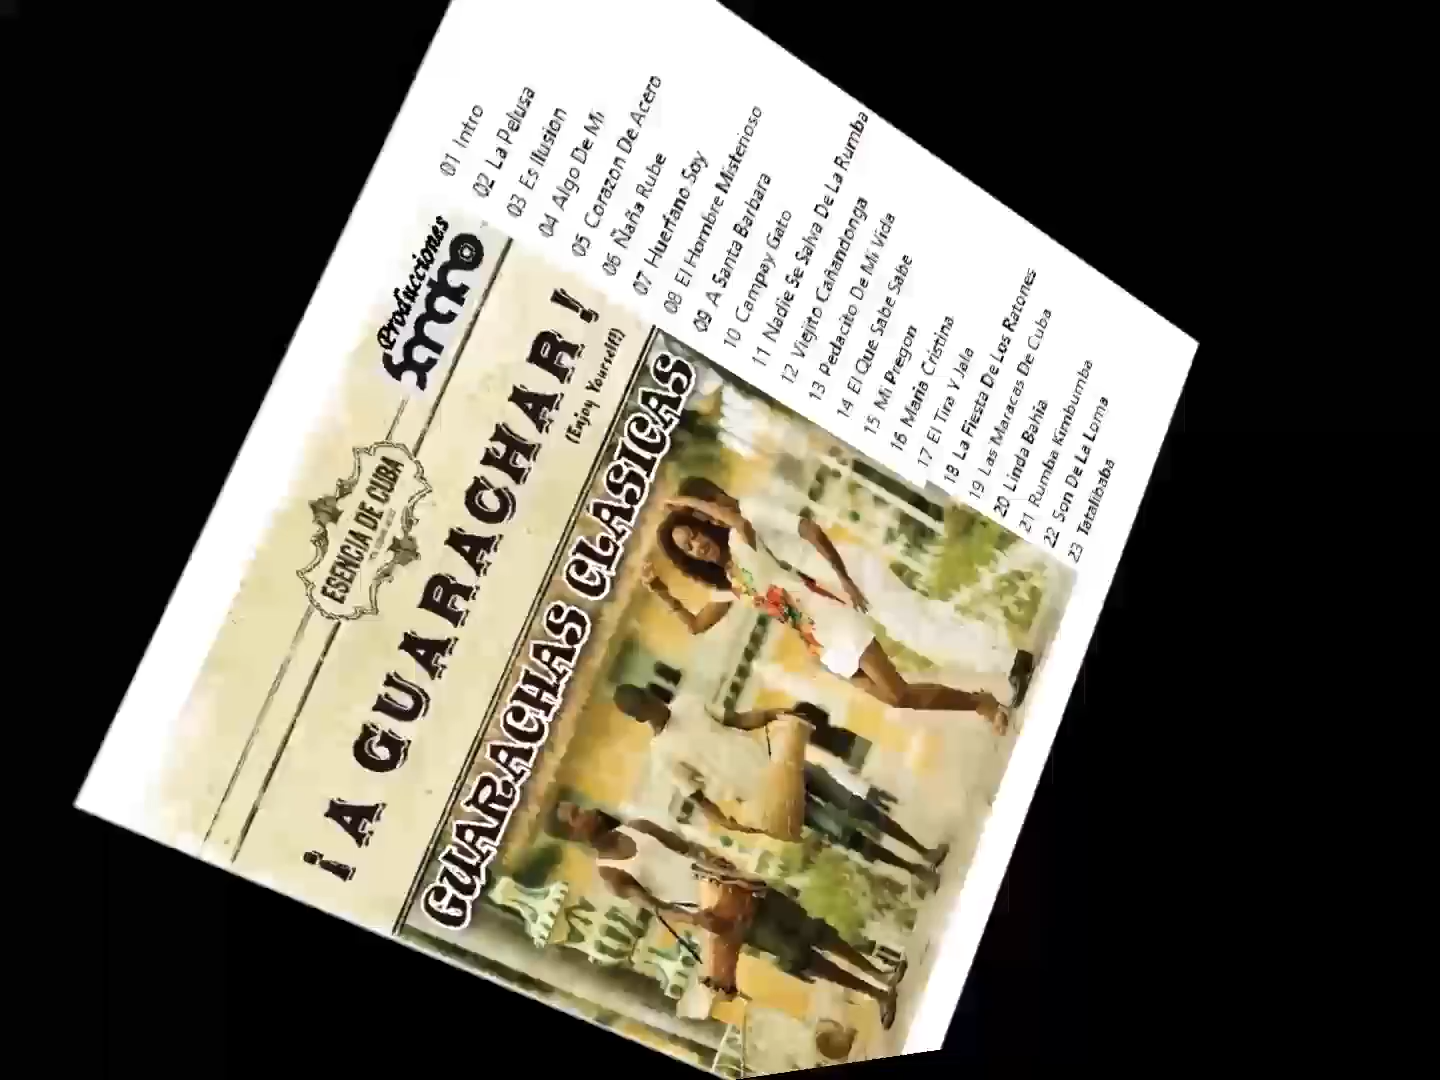 Producciones
ESENCIA DE CUBA
¡A GUARACHAR!
(Enjoy Yourself!!)
GUARACHAS CLASICAS
01 Intro
02 La Pelusa
03 Es Ilusion
04 Algo De Mi
05 Corazon De Acero
06 Ñaña Rube
07 Huerfano Soy
08 El Hombre Misterioso
09 A Santa Barbara
10 Campay Gato
11 Nadie Se Salva De La Rumba
12 Viejito Cañandonga
13 Pedacito De Mi Vida
14 El Que Sabe Sabe
15 Mi Pregon
16 Maria Cristina
17 El Tira Y Jala
18 La Fiesta De Los Ratones
19 Las Maracas De Cuba
20 Linda Bahia
21 Rumba Kimbumba
22 Son De La Loma
23 Tatalibaba